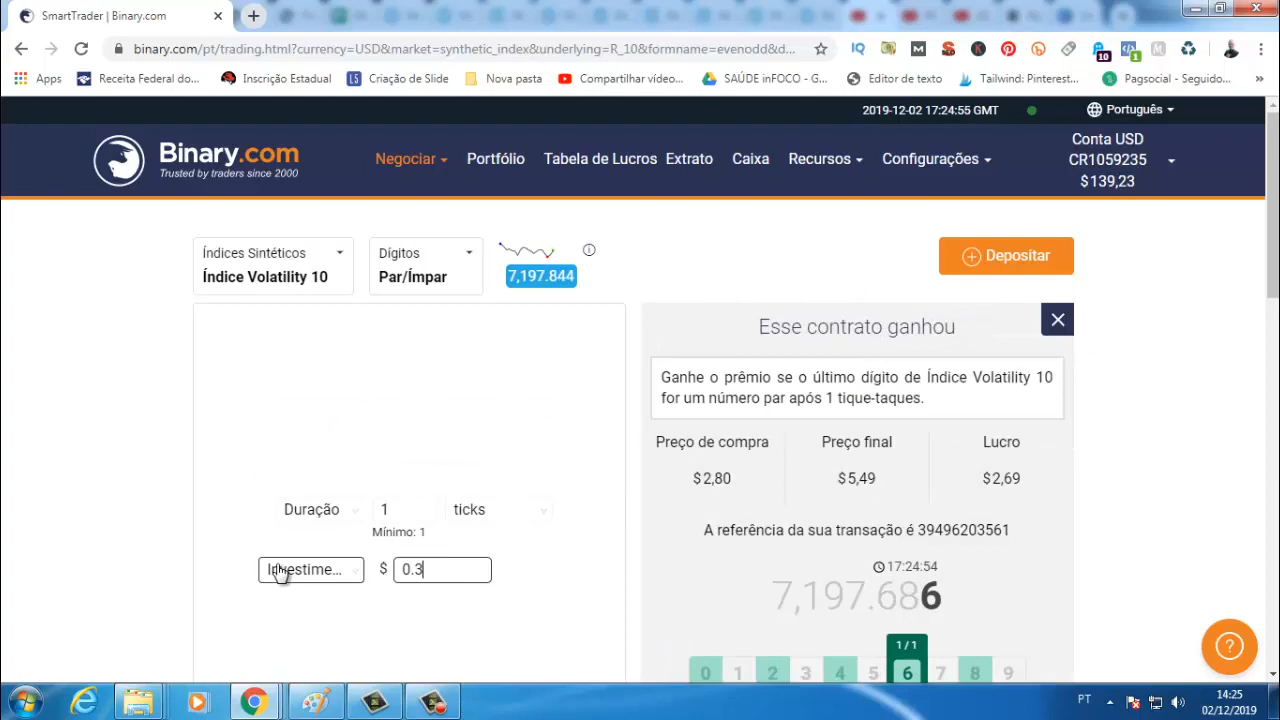 SmartTrader | Binary.com
binary.com/pt/trading.html?currency=USD&market=synthetic_index&underlying=R_10&formname=evenodd&d...
IQ
10
1
Apps
Receita Federal do...
Inscrição Estadual
Criação de Slide
Nova pasta
Compartilhar vídeo...
SAÚDE inFOCO - G...
Editor de texto
Tailwind: Pinterest...
Pagsocial - Seguido...
»
2019-12-02 17:24:55 GMT
Português
Binary.com
Trusted by traders since 2000
Negociar
Portfólio
Tabela de Lucros
Extrato
Caixa
Recursos
Configurações
Conta USD
CR1059235
$139,23
Índices Sintéticos
Índice Volatility 10
Dígitos
Par/Ímpar
7,197.844
Depositar
Duração
1
ticks
Mínimo: 1
Investime...
$
0.3
Esse contrato ganhou
Ganhe o prêmio se o último dígito de Índice Volatility 10
for um número par após 1 tique-taques.
Preço de compra
Preço final
Lucro
$2,80
$5,49
$2,69
A referência da sua transação é 39496203561
17:24:54
7,197.686
1 / 1
0 1 2 3 4 5 6 7 8 9
?
PT
14:25
02/12/2019